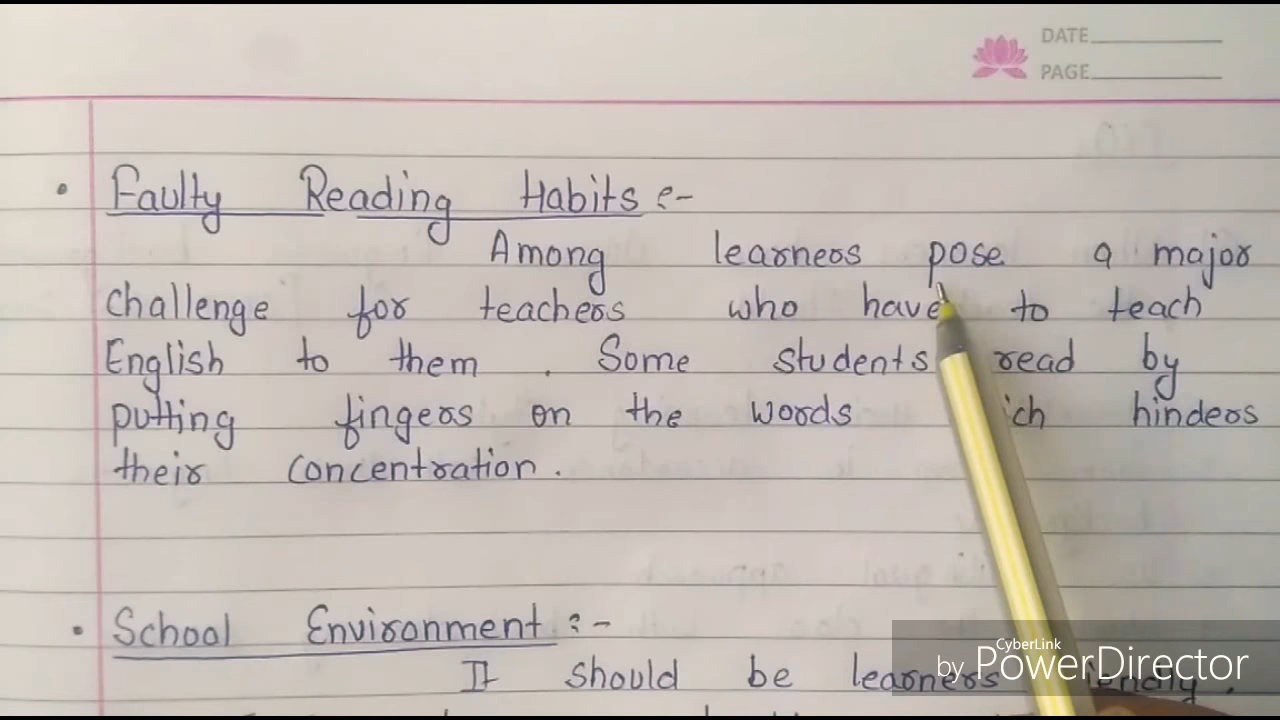 DATE
PAGE
• Faulty Reading Habits :-
Among learners pose a major
challenge for teachers who have to teach
English to them . Some students read by
putting fingers on the words hinders
their concentration .
• School Environment :-
It should be learners
CyberLink
by PowerDirector